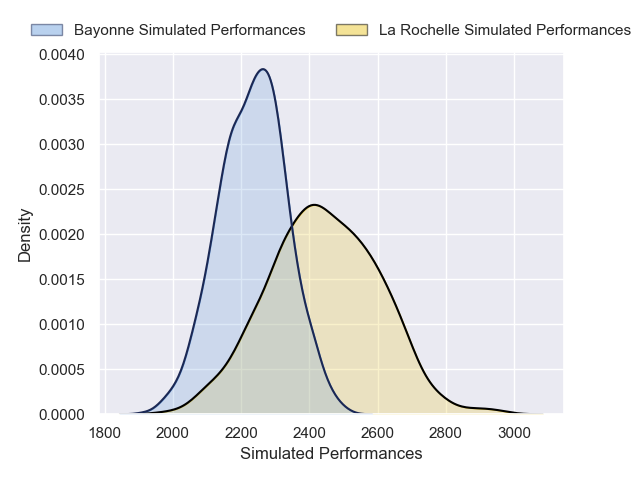 Bayonne Simulated Performances
La Rochelle Simulated Performances
0.0040
0.0035
0.0030
0.0025
0.0020
0.0015
0.0010
0.0005
0.0000
Density
1800 2000 2200 2400 2600 2800 3000
Simulated Performances